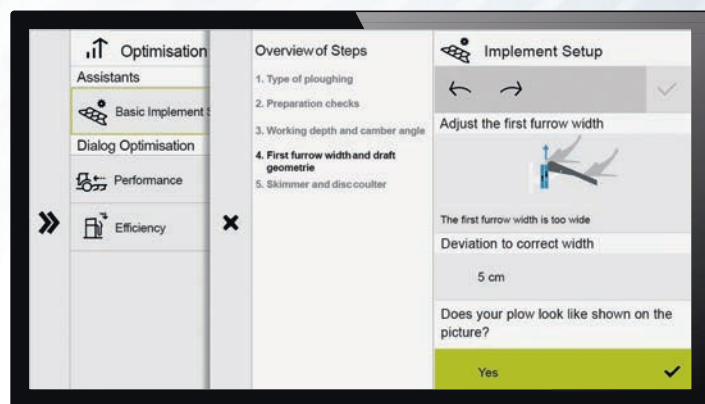 Optimisation
Assistants
Basic Implement S
Dialog Optimisation
Performance
Efficiency
Overview of Steps
1. Type of ploughing
2. Preparation checks
3. Working depth and camber angle
4. First furrow width and draft
geometrie
5. Skimmer and disc coulter
Implement Setup
Adjust the first furrow width
The first furrow width is too wide
Deviation to correct width
5 cm
Does your plow look like shown on the
picture?
Yes